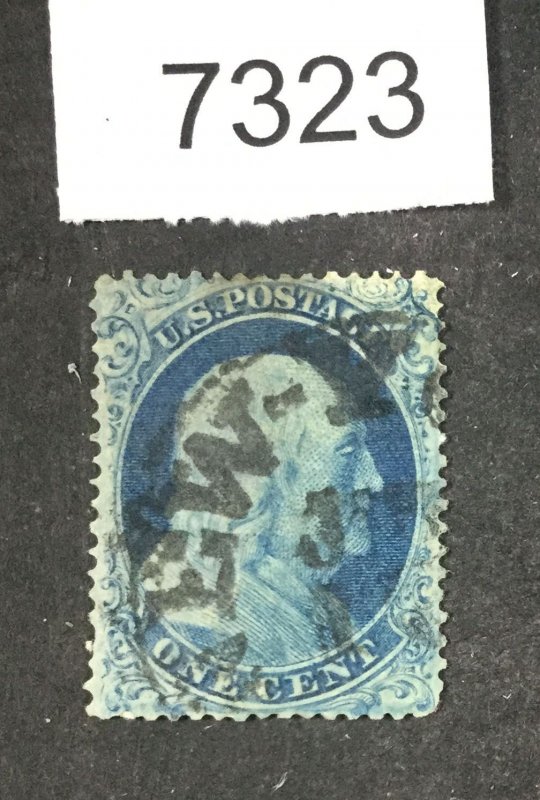 7323
U.S. POSTAGE
ONE CENT